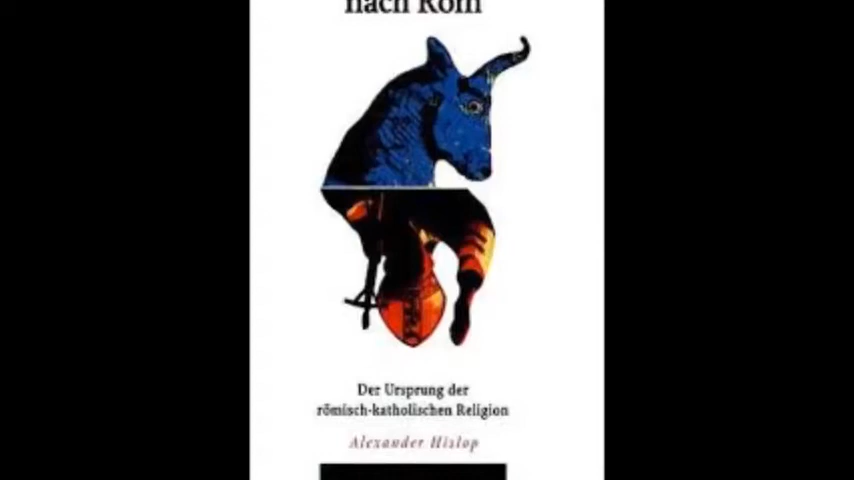 nach Rom
Der Ursprung der
römisch-katholischen Religion
Alexander Hislop